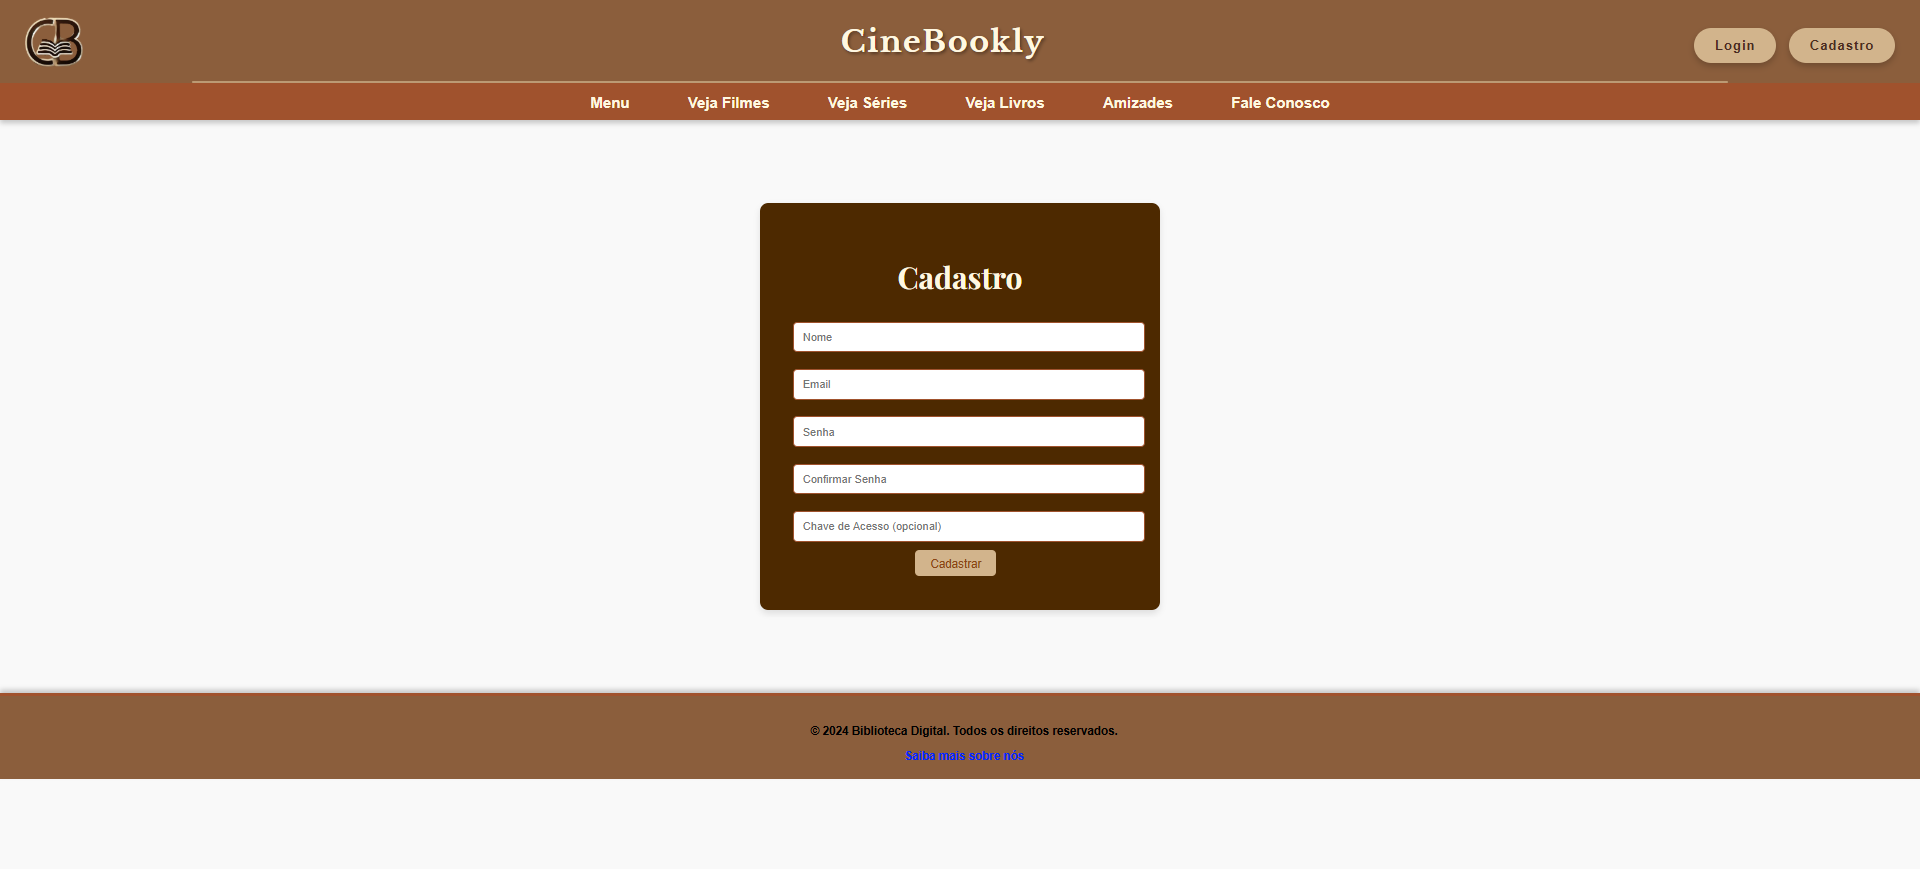 CB
CineBookly
Login
Cadastro
Menu
Veja Filmes
Veja Séries
Veja Livros
Amizades
Fale Conosco
Cadastro
Nome
Email
Senha
Confirmar Senha
Chave de Acesso (opcional)
Cadastrar
© 2024 Biblioteca Digital. Todos os direitos reservados.
Saiba mais sobre nós